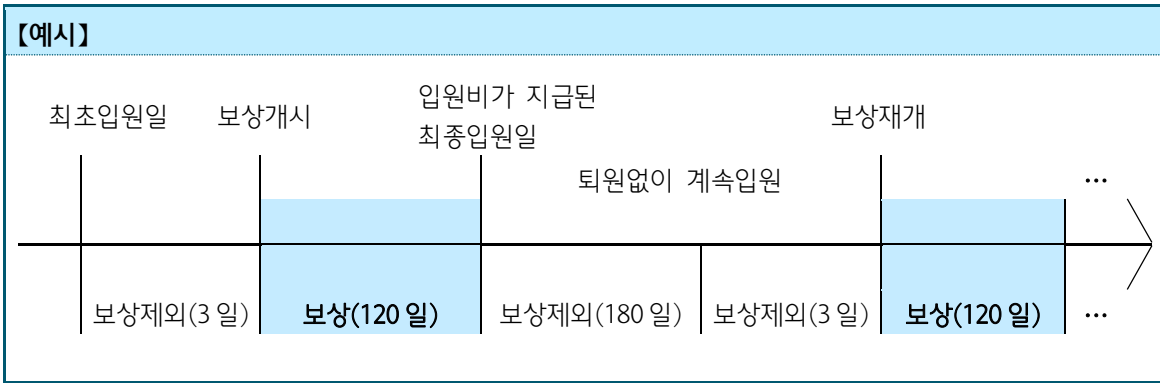 【예시】
최초입원일 보상개시 입원비가 지급된 최종입원일 보상재개
퇴원없이 계속입원 …
보상제외(3 일) 보상(120 일) 보상제외(180 일) 보상제외(3 일) 보상(120 일) …